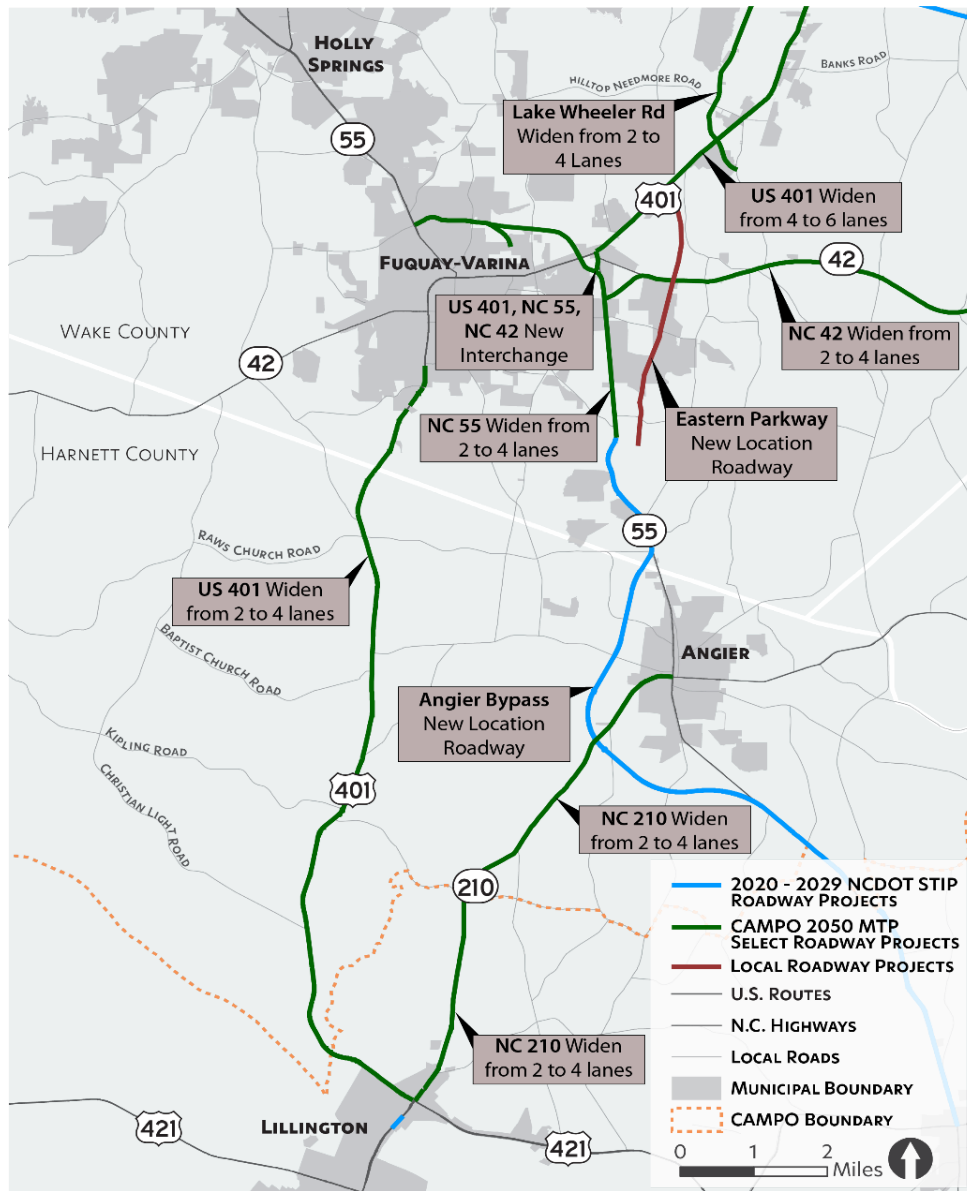 HOLLY
SPRINGS
BANKS ROAD
HILLTOP NEEDMORE ROAD
Lake Wheeler Rd
Widen from 2 to
4 Lanes
55
401
US 401 Widen
from 4 to 6 lanes
FUQUAY-VARINA
42
US 401, NC 55,
NC 42 New
Interchange
NC 42 Widen from
2 to 4 lanes
WAKE COUNTY
42
NC 55 Widen from
2 to 4 lanes
Eastern Parkway
New Location
Roadway
HARNETT COUNTY
55
RAWS CHURCH ROAD
US 401 Widen
from 2 to 4 lanes
BAPTIST CHURCH ROAD
ANGIER
Angier Bypass
New Location
Roadway
KIPLING ROAD
CHRISTIAN LIGHT ROAD
401
NC 210 Widen
from 2 to 4 lanes
210
NC 210 Widen
from 2 to 4 lanes
LILLINGTON
421
421
2020 - 2029 NCDOT STIP
ROADWAY PROJECTS
CAMPO 2050 MTP
SELECT ROADWAY PROJECTS
LOCAL ROADWAY PROJECTS
U.S. ROUTES
N.C. HIGHWAYS
LOCAL ROADS
MUNICIPAL BOUNDARY
CAMPO BOUNDARY
0 1 2
Miles